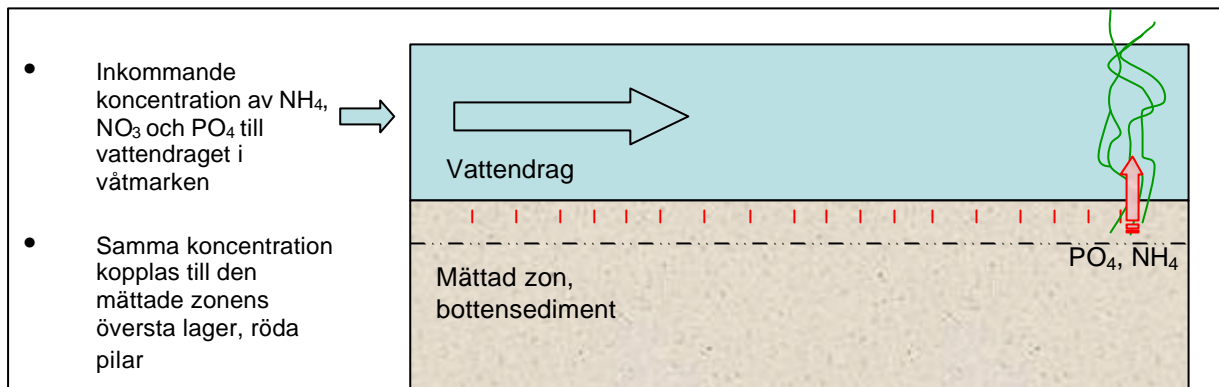 • Inkommande
koncentration av NH₄,
NO₃ och PO₄ till
vattendraget i
våtmarken
• Samma koncentration
kopplas till den
mättade zonens
översta lager, röda
pilar
Vattendrag
PO₄, NH₄
Mättad zon,
bottensediment